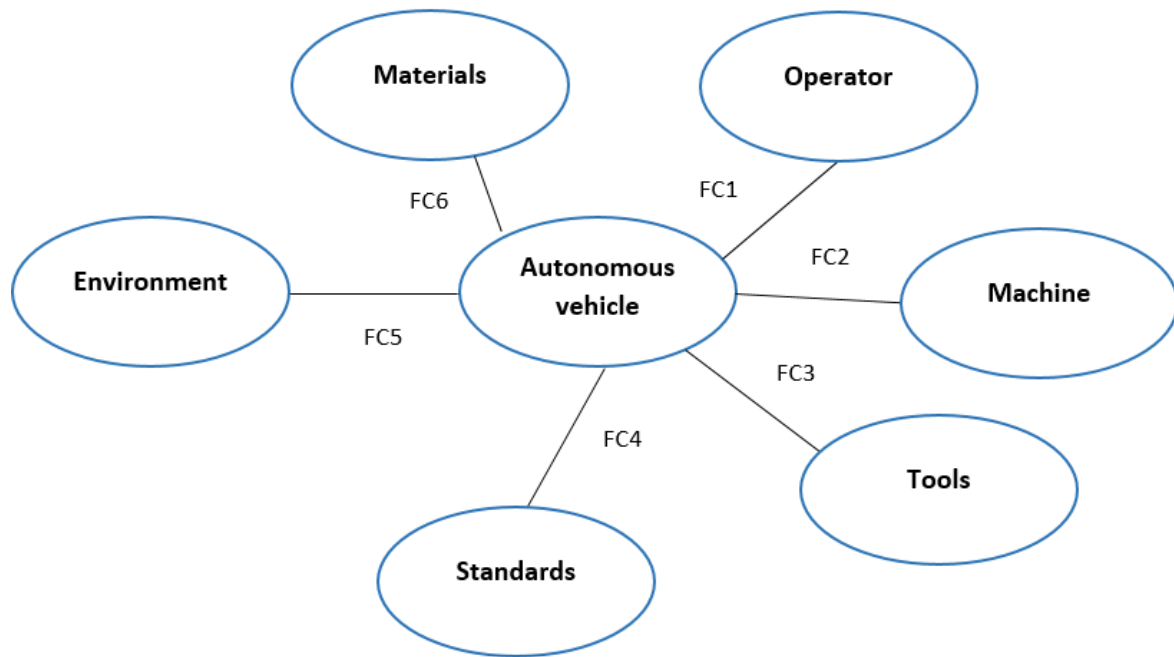 Materials
Operator
FC6
FC1
Environment
Autonomous
vehicle
FC2
Machine
FC5
FC3
FC4
Tools
Standards